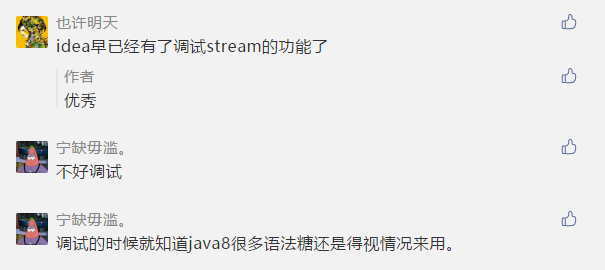 也许明天
idea早已经有了调试stream的功能了
作者
优秀
宁缺毋滥。
不好调试
宁缺毋滥。
调试的时候就知道java8很多语法糖还是得视情况来用。